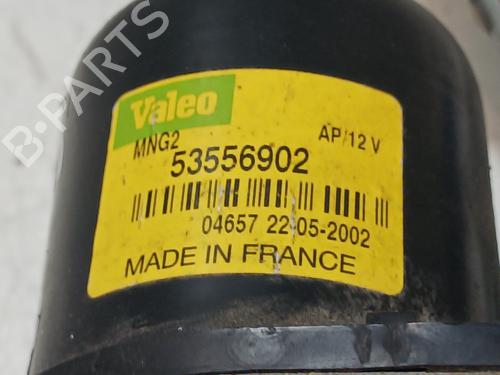 B-PARTS
Valeo
MNG2 AP/12 V
53556902
04657 22-05-2002
MADE IN FRANCE